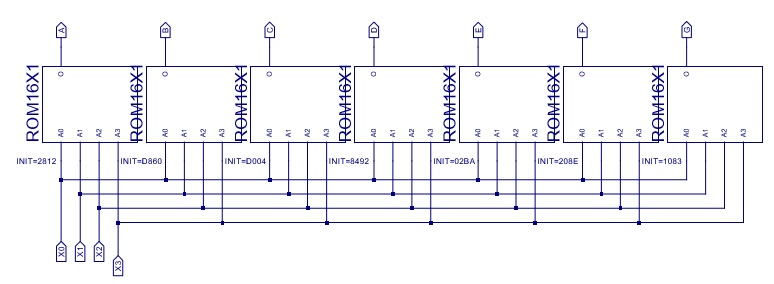 A B C D E F G
ROM16X1 ROM16X1 ROM16X1 ROM16X1 ROM16X1 ROM16X1 ROM16X1
O O O O O O O
A0 A1 A2 A3 A0 A1 A2 A3 A0 A1 A2 A3 A0 A1 A2 A3 A0 A1 A2 A3 A0 A1 A2 A3 A0 A1 A2 A3
INIT=2812 INIT=D860 INIT=D004 INIT=8492 INIT=02BA INIT=208E INIT=1083
X0 X1 X2 X3